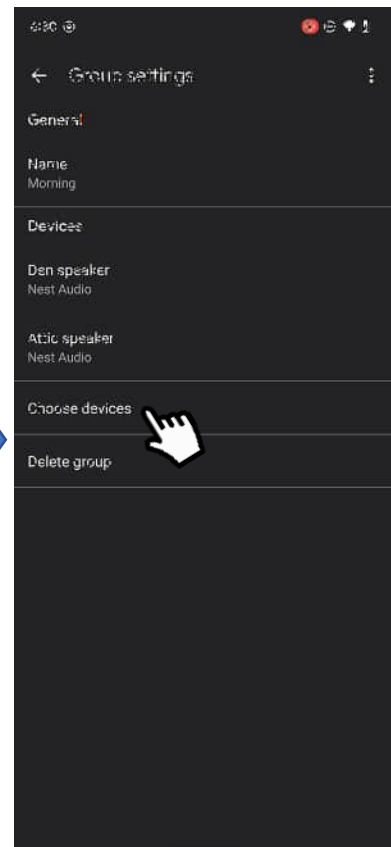 Group settings
General
Name
Morning
Devices
Den speaker
Nest Audio
Attic speaker
Nest Audio
Choose devices
Delete group